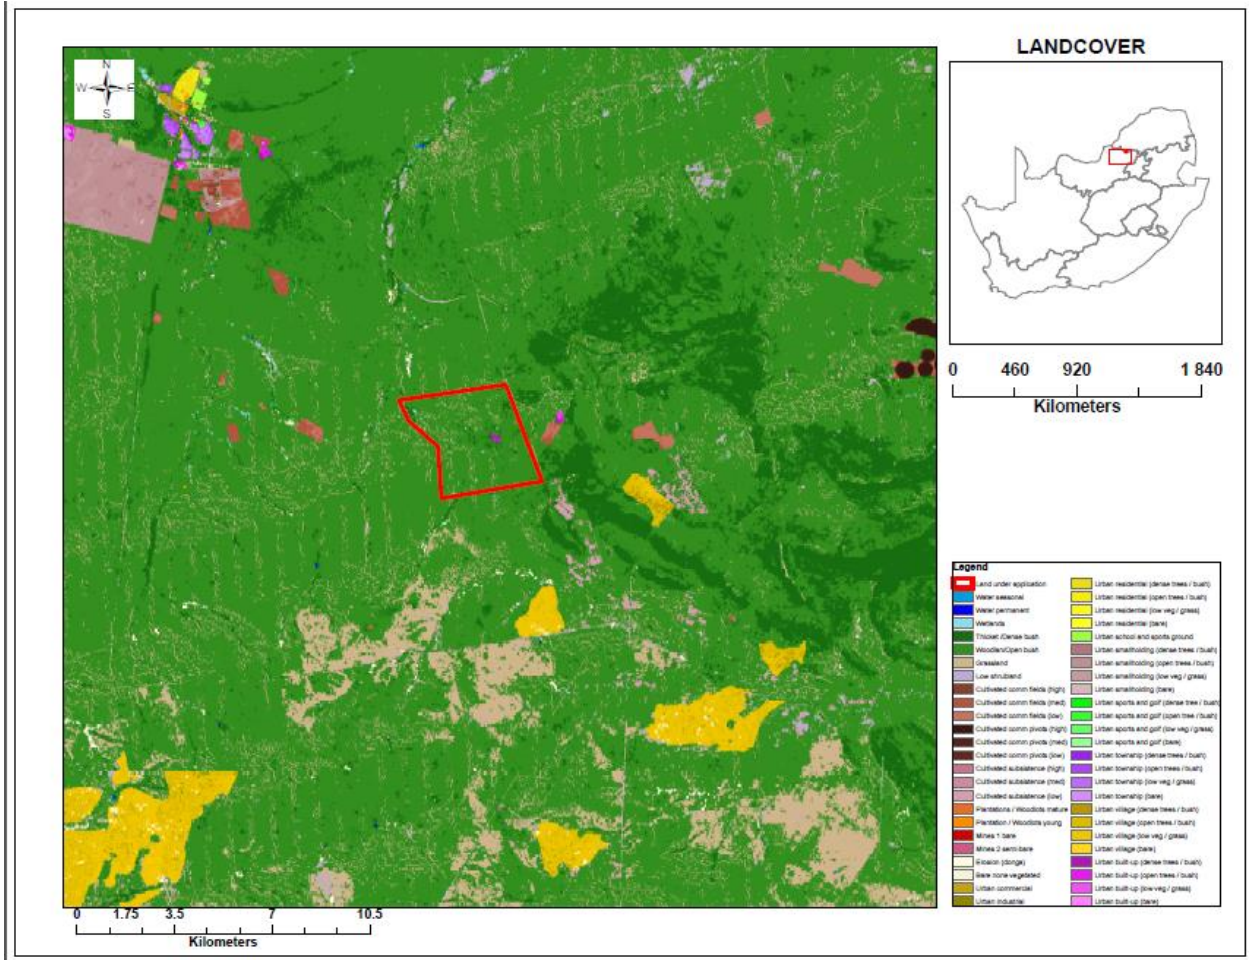 LANDCOVER
N
W E
S
0 460 920 1 840
Kilometers
Legend
Land under application
Water seasonal
Water permanent
Wetlands
Thicket /Dense bush
Woodlan/Open bush
Grassland
Low shrubland
Cultivated comm fields (high)
Cultivated comm fields (med)
Cultivated comm fields (low)
Cultivated comm pivots (high)
Cultivated comm pivots (med)
Cultivated comm pivots (low)
Cultivated subsistence (high)
Cultivated subsistence (med)
Cultivated subsistence (low)
Plantations / Woodlots mature
Plantation / Woodlots young
Mines 1 bare
Mines 2 semi-bare
Erosion (donga)
Bare none vegetated
Urban commercial
Urban industrial
Urban residential (dense trees / bush)
Urban residential (open trees / bush)
Urban residential (low veg / grass)
Urban residential (bare)
Urban school and sports ground
Urban smallholding (dense trees / bush)
Urban smallholding (open trees / bush)
Urban smallholding (low veg / grass)
Urban smallholding (bare)
Urban sports and golf (dense tree / bush)
Urban sports and golf (open tree / bush)
Urban sports and golf (low veg / grass)
Urban sports and golf (bare)
Urban township (dense trees / bush)
Urban township (open trees / bush)
Urban township (low veg / grass)
Urban township (bare)
Urban village (dense trees / bush)
Urban village (open trees / bush)
Urban village (low veg / grass)
Urban village (bare)
Urban built-up (dense trees / bush)
Urban built-up (open trees / bush)
Urban built-up (low veg / grass)
Urban built-up (bare)
0 1.75 3.5 7 10.5
Kilometers